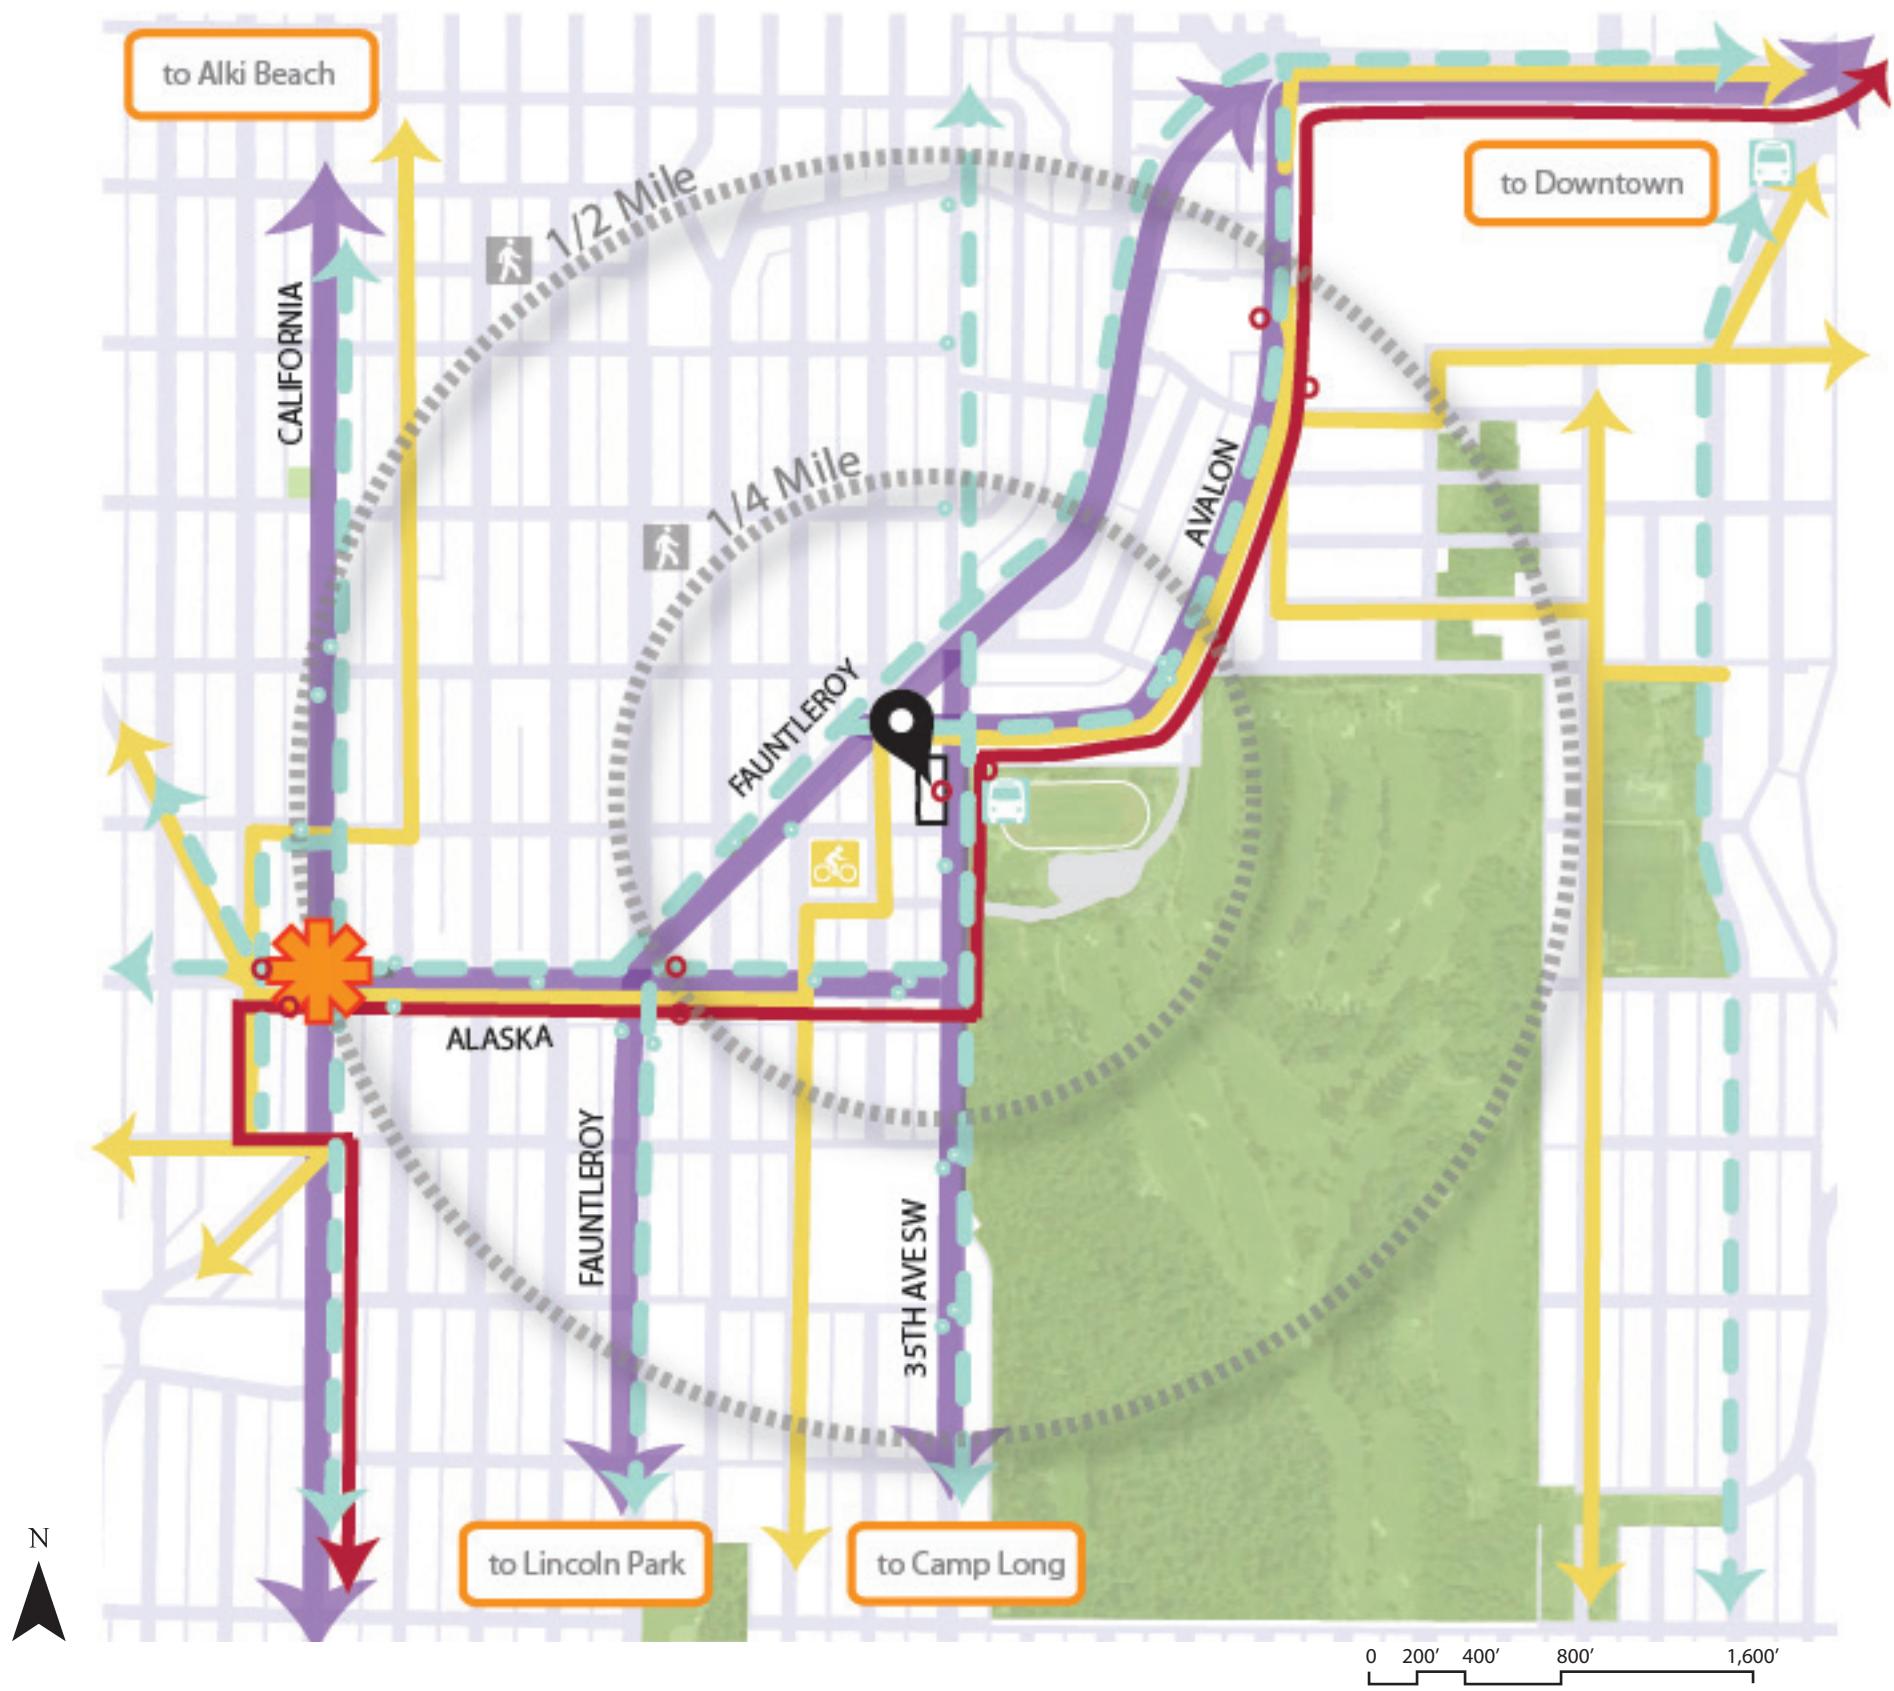 to Alki Beach
1/2 Mile
to Downtown
CALIFORNIA
1/4 Mile
AVALON
FAUNTLEROY
ALASKA
FAUNTLEROY
35TH AVE SW
N
to Lincoln Park
to Camp Long
0 200' 400' 800' 1,600'